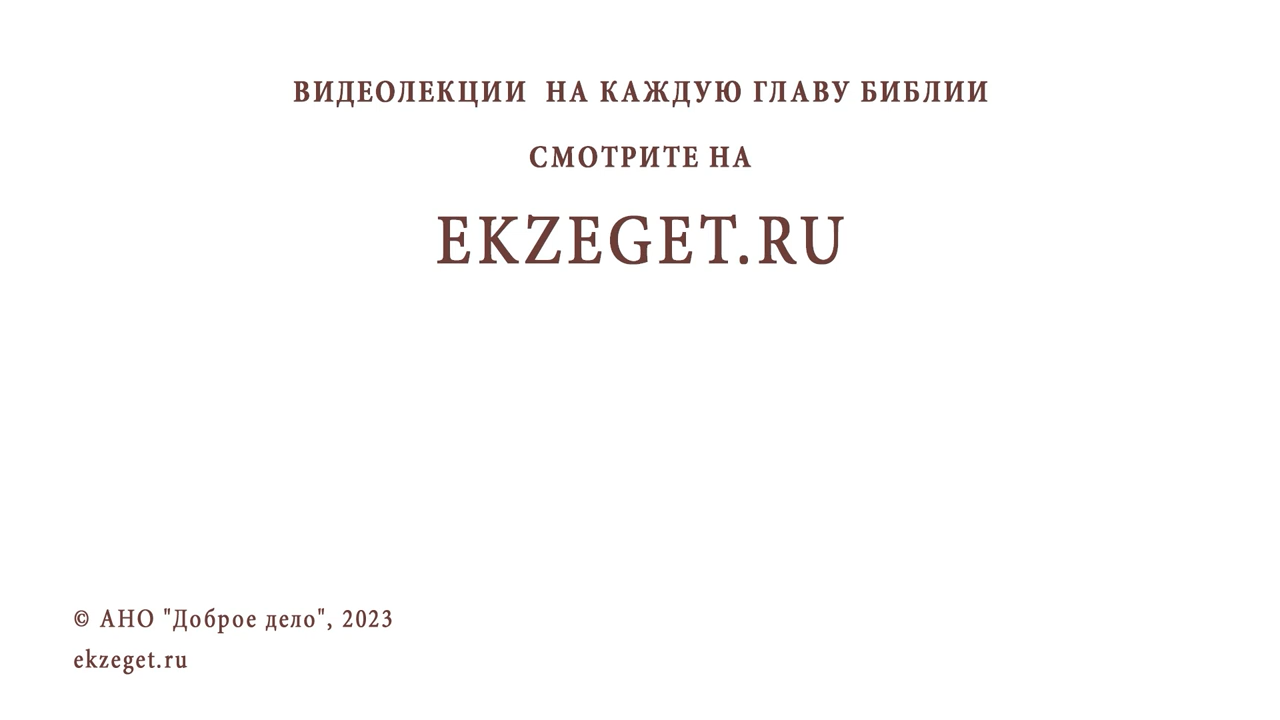 ВИДЕОЛЕКЦИИ НА КАЖДУЮ ГЛАВУ БИБЛИИ
СМОТРИТЕ НА
EKZEGET.RU
© АНО "Доброе дело", 2023
ekzeget.ru